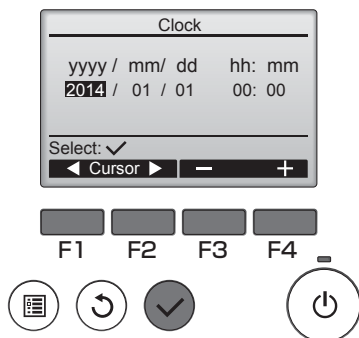 Clock
yyyy / mm/ dd hh: mm
2014 / 01 / 01 00: 00
Select:
Cursor − +
F1 F2 F3 F4